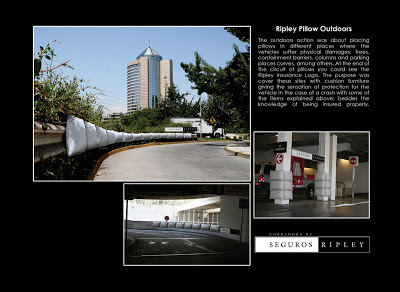 Ripley Pillow Outdoors
The outdoors action was about placing
pillows in different places where the
vehicles suffer physical damages: Trees,
containment barriers, columns and parking
places curves, among others. At the end of
the circuit of pillows you could see the
Ripley Insurance Logo. The purpose was
cover these sites with cushion furniture
giving the sensation of protection for the
vehicle in the case of a crash with some of
the items explained above; besides the
knowledge of being insured properly.
CORREDORA DE
SEGUROS RIPLEY